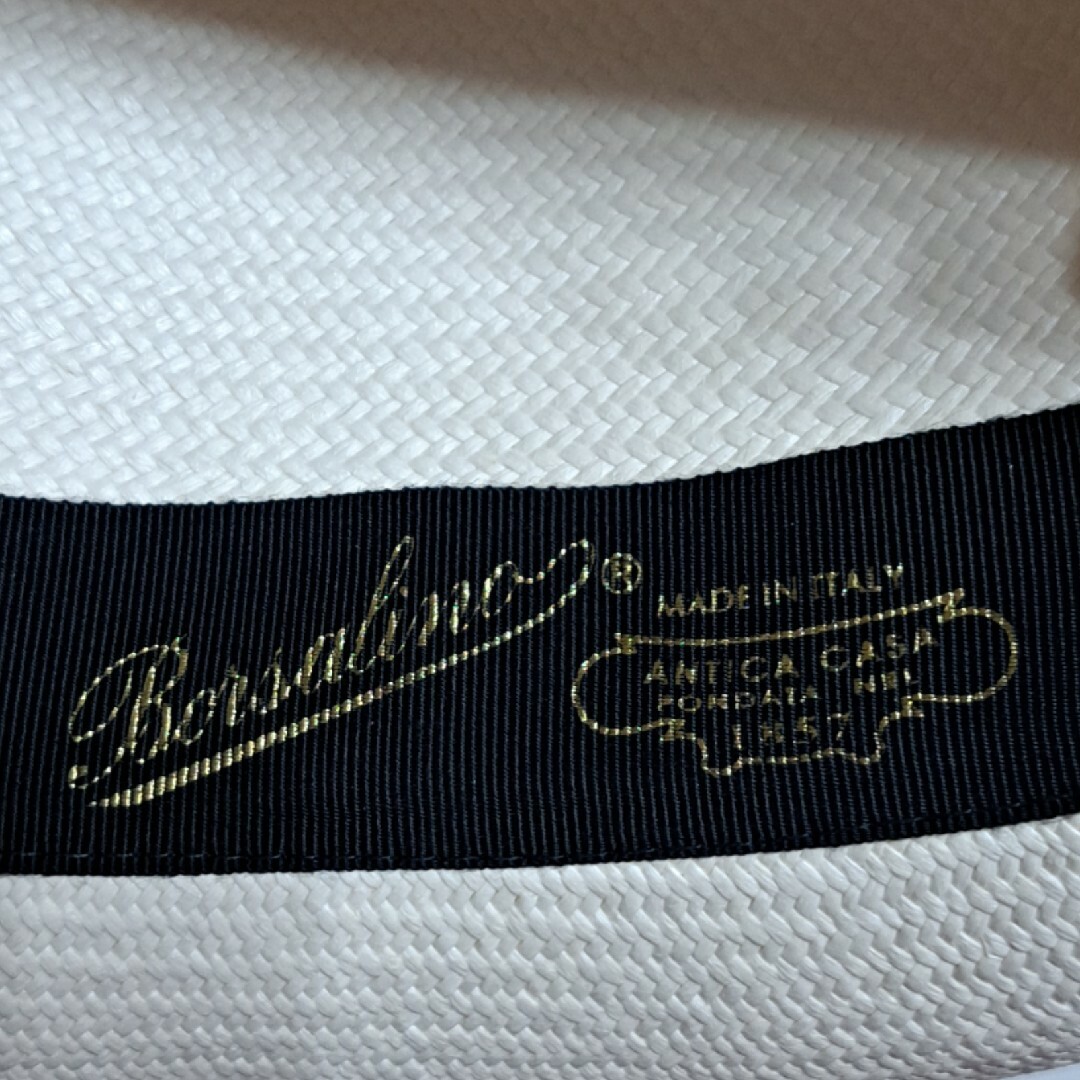 Borsalino®
MADE IN ITALY
ANTICA CASA
FONDATA NEL
1857